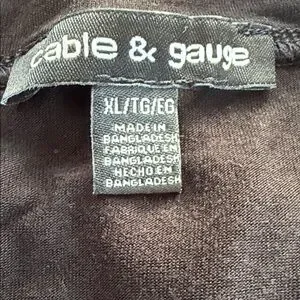 cable & gauge
XL/TG/EG
MADE IN
BANGLADESH
FABRIQUE EN
BANGLADESH
HECHO EN
BANGLADESH